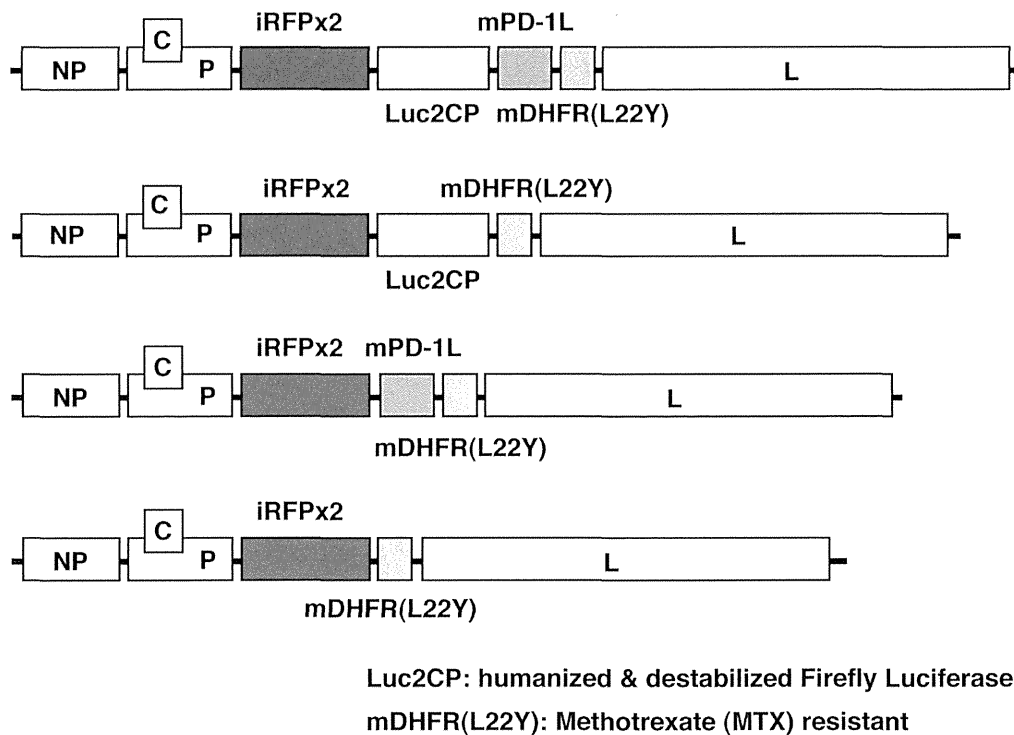 iRFPx2 mPD-1L
C
NP P L
Luc2CP mDHFR(L22Y)
iRFPx2 mDHFR(L22Y)
C
NP P L
Luc2CP
iRFPx2 mPD-1L
C
NP P L
mDHFR(L22Y)
iRFPx2
C
NP P L
mDHFR(L22Y)
Luc2CP: humanized & destabilized Firefly Luciferase
mDHFR(L22Y): Methotrexate (MTX) resistant